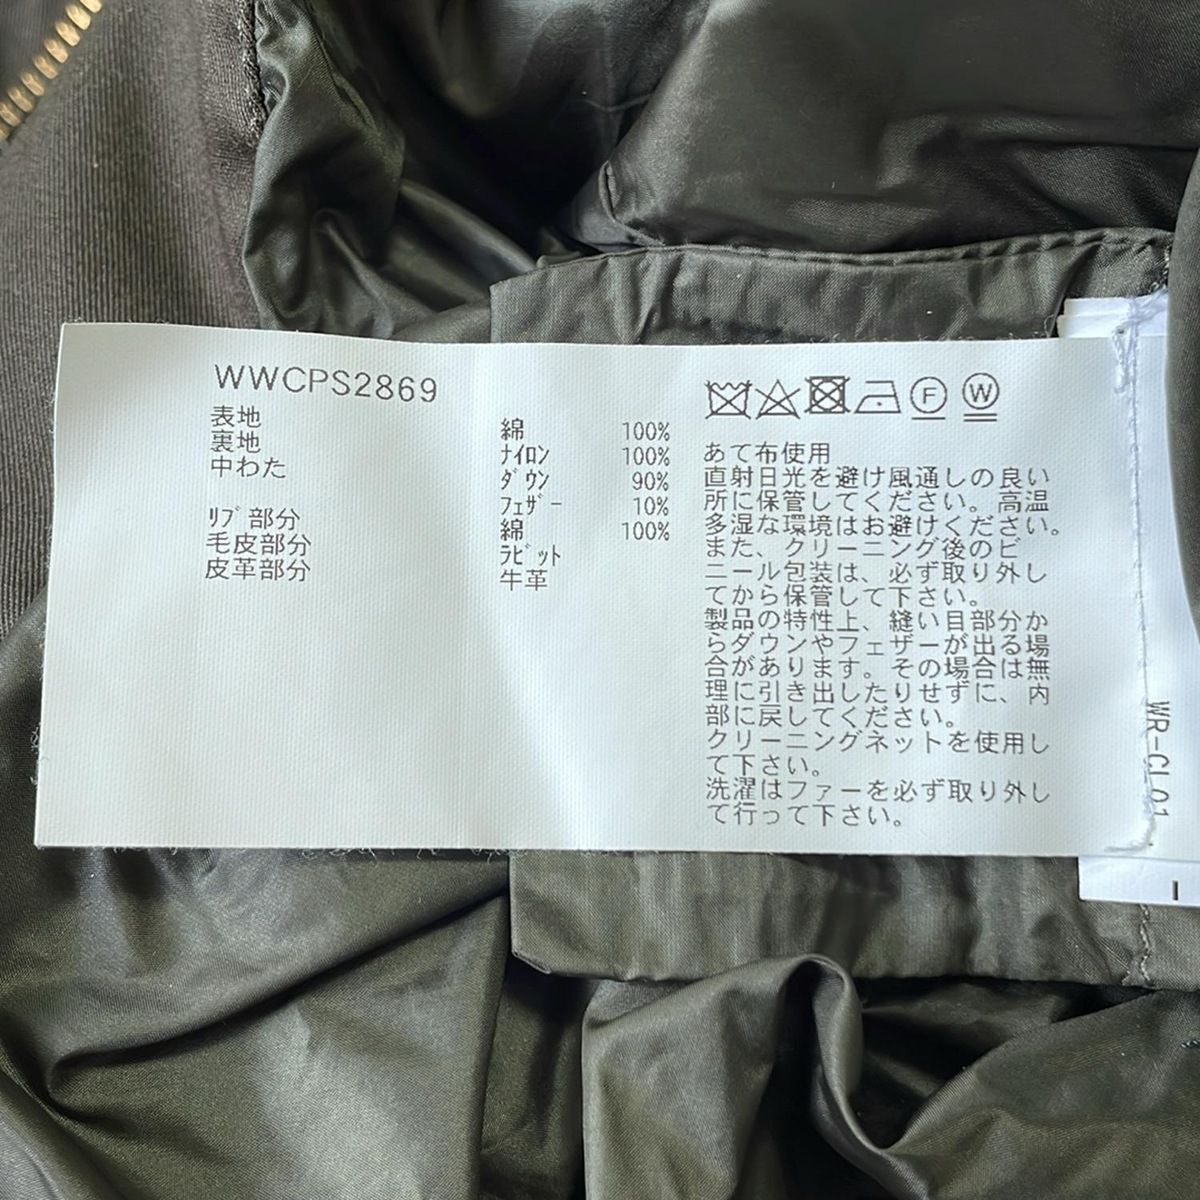 WWCPS2869
表地 綿 100%
裏地 ﾅｲﾛﾝ 100%
中わた ﾀﾞｳﾝ 90%
ﾌｪｻﾞｰ 10%
ﾘﾌﾞ部分 綿 100%
毛皮部分 ﾗﾋﾞｯﾄ
皮革部分 牛革
F W
あて布使用
直射日光を避け風通しの良い
所に保管してください。高温
多湿な環境はお避けください。
また、クリーニング後のビ
ニール包装は、必ず取り外し
てから保管して下さい。
製品の特性上、縫い目部分か
らダウンやフェザーが出る場
合があります。その場合は無
理に引き出したりせずに、内
部に戻してください。
クリーニングネットを使用し
て下さい。
洗濯はファーを必ず取り外し
て行って下さい。
WR-CL01